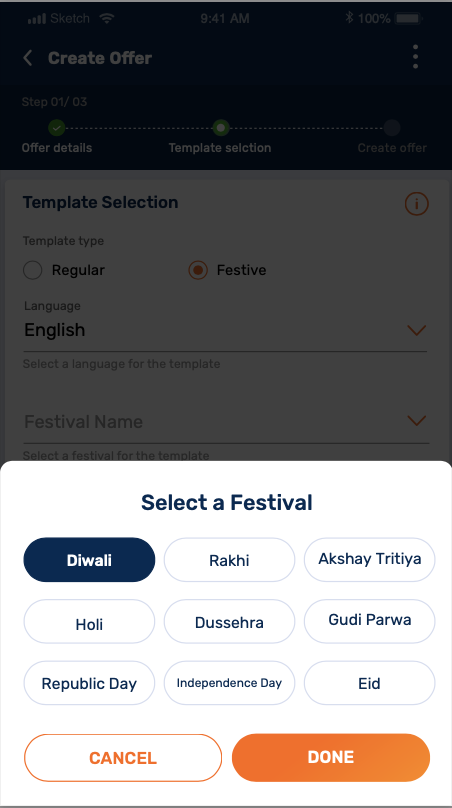 Sketch 9:41 AM 100%
Create Offer
Step 01/ 03
Offer details Template selction Create offer
Template Selection i
Template type
Regular Festive
Language
English
Select a language for the template
Festival Name
Select a festival for the template
Select a Festival
Diwali Rakhi Akshay Tritiya
Holi Dussehra Gudi Parwa
Republic Day Independence Day Eid
CANCEL DONE